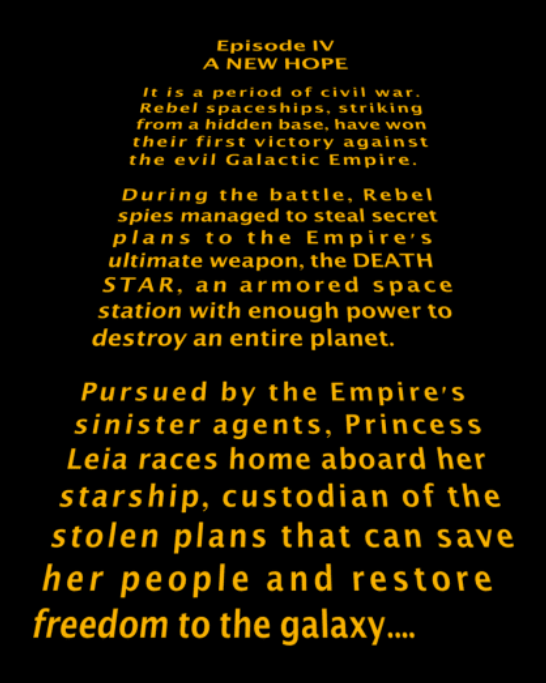 Episode IV
A NEW HOPE
It is a period of civil war.
Rebel spaceships, striking
from a hidden base, have won
their first victory against
the evil Galactic Empire.
During the battle, Rebel
spies managed to steal secret
plans to the Empire's
ultimate weapon, the DEATH
STAR, an armored space
station with enough power to
destroy an entire planet.
Pursued by the Empire's
sinister agents, Princess
Leia races home aboard her
starship, custodian of the
stolen plans that can save
her people and restore
freedom to the galaxy....